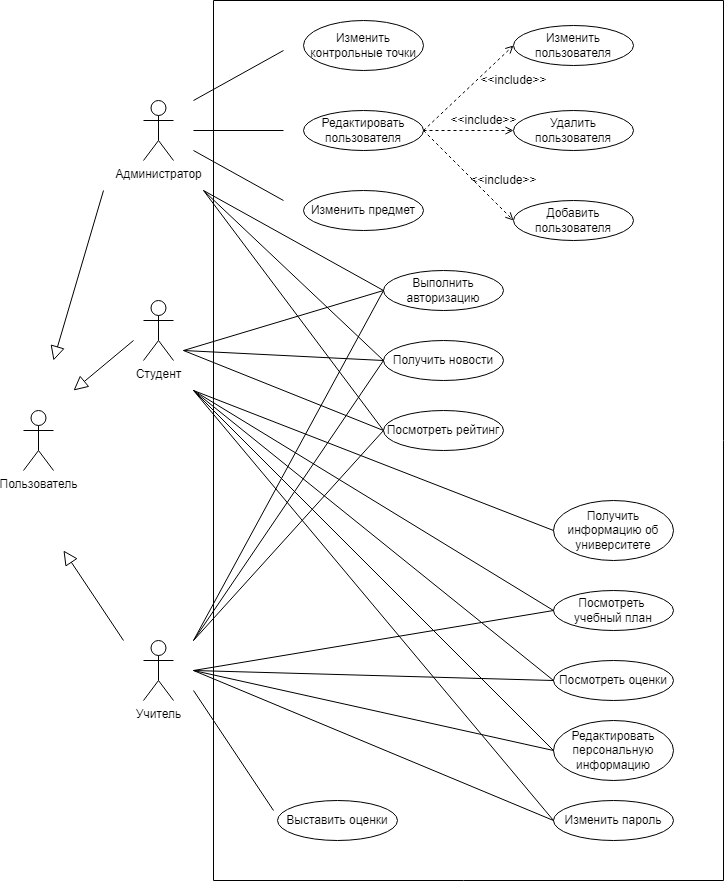 Изменить
контрольные точки
Изменить
пользователя
<<include>>
Редактировать
пользователя
<<include>>
Удалить
пользователя
Администратор
<<include>>
Изменить предмет
Добавить
пользователя
Выполнить
авторизацию
Студент
Получить новости
Посмотреть рейтинг
Пользователь
Получить
информацию об
университете
Посмотреть
учебный план
Посмотреть оценки
Учитель
Редактировать
персональную
информацию
Выставить оценки
Изменить пароль